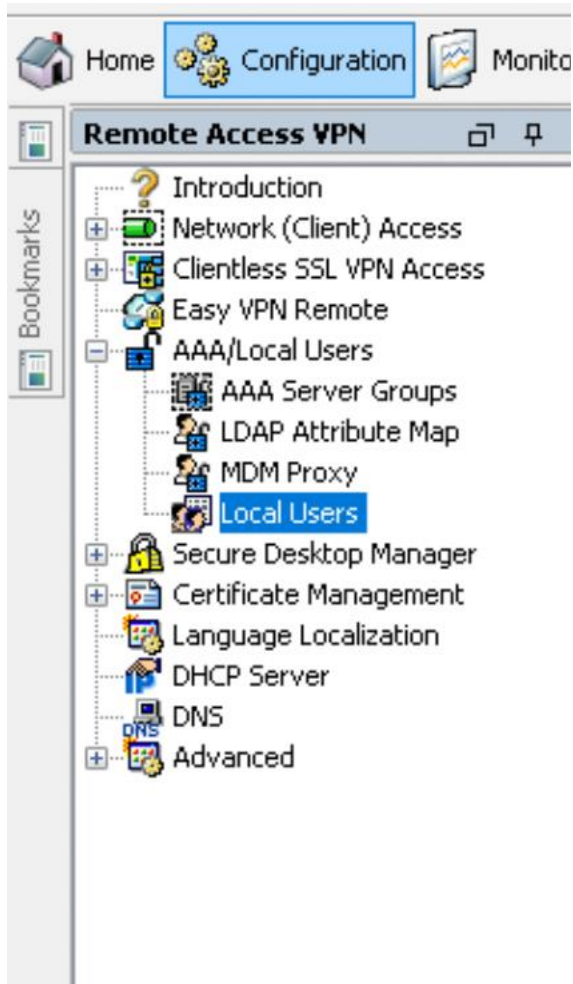 Home Configuration Monito
Remote Access VPN
Bookmarks
Introduction
Network (Client) Access
Clientless SSL VPN Access
Easy VPN Remote
AAA/Local Users
AAA Server Groups
LDAP Attribute Map
MDM Proxy
Local Users
Secure Desktop Manager
Certificate Management
Language Localization
IP DHCP Server
DNS DNS
Advanced